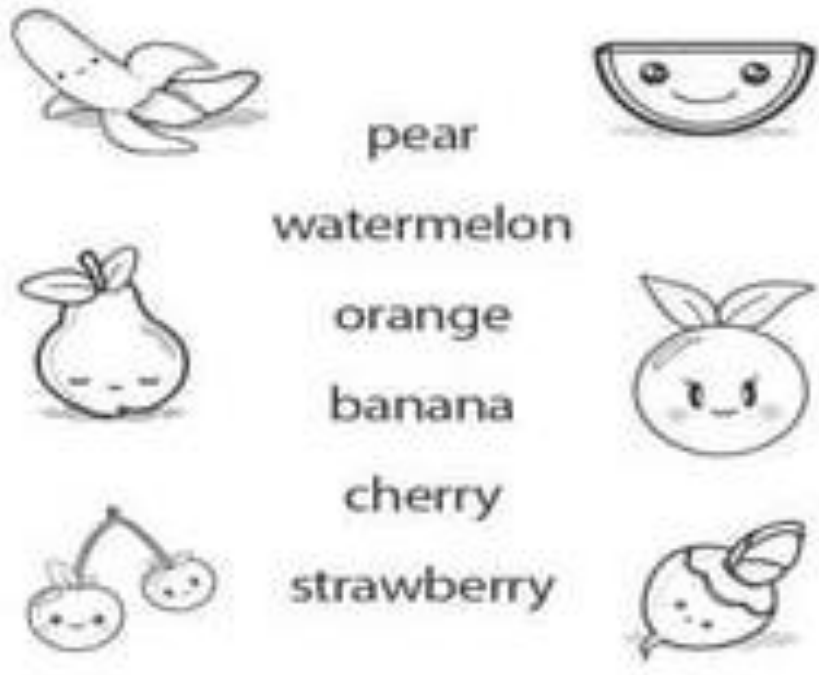 pear
watermelon
orange
banana
cherry
strawberry